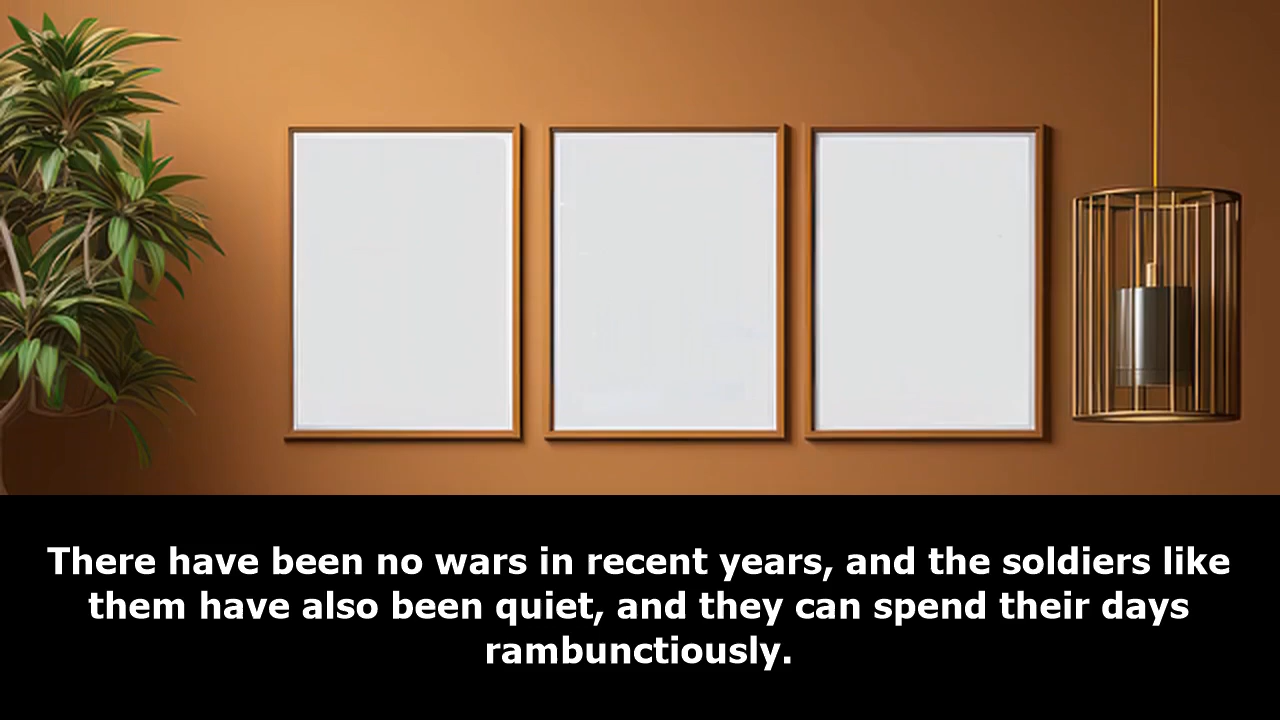 There have been no wars in recent years, and the soldiers like
them have also been quiet, and they can spend their days
rambunctiously.